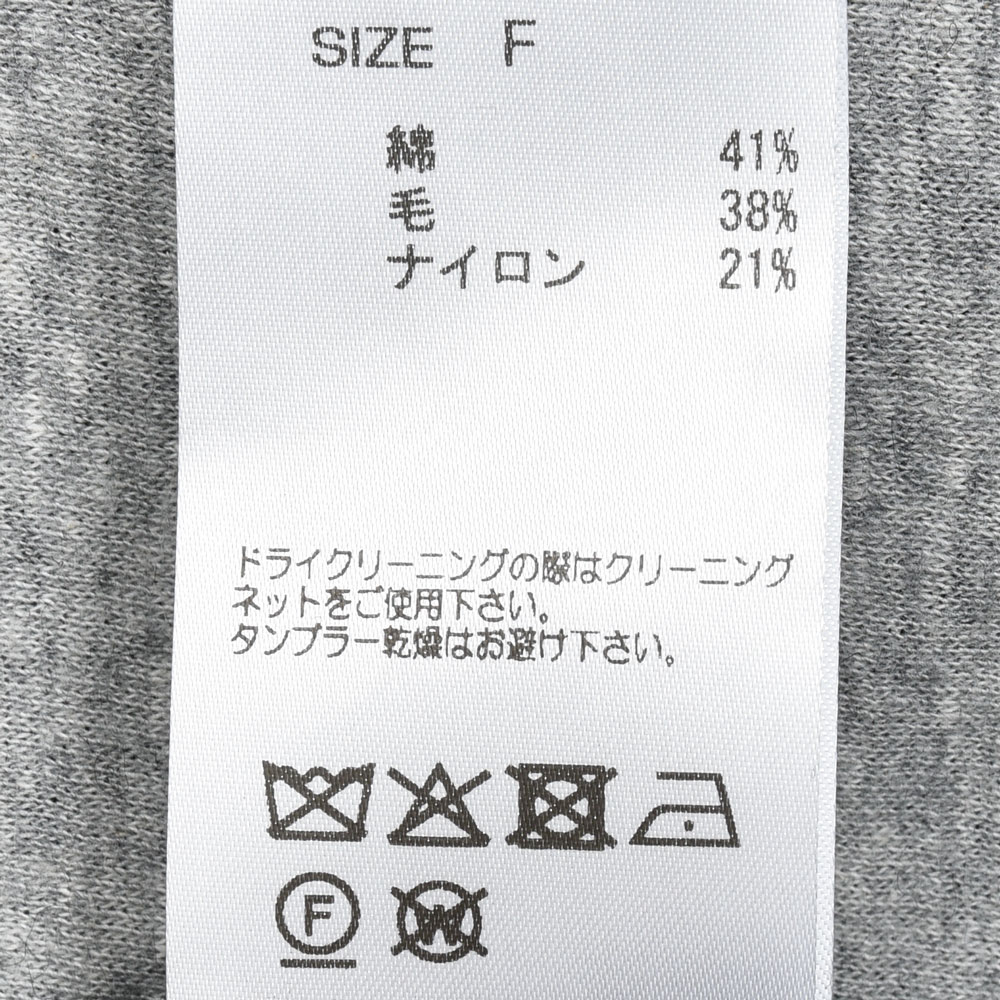 SIZE F
綿 41%
毛 38%
ナイロン 21%
ドライクリーニングの際はクリーニング
ネットをご使用下さい。
タンブラー乾燥はお避け下さい。
F
W